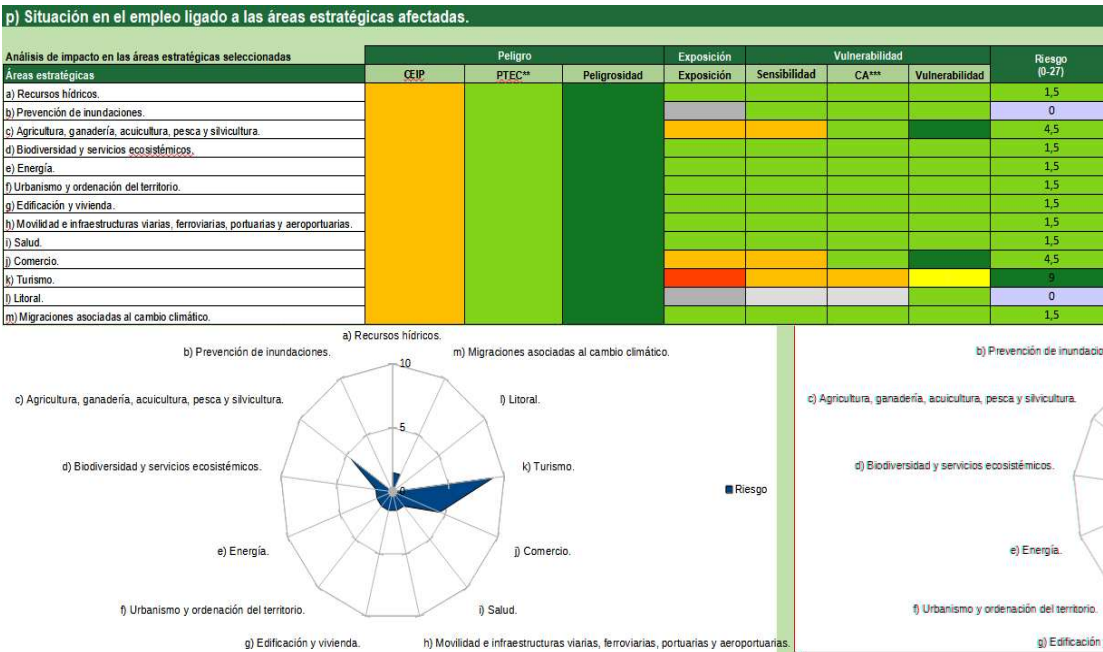 p) Situación en el empleo ligado a las áreas estratégicas afectadas.
Análisis de impacto en las áreas estratégicas seleccionadas Peligro Exposición Vulnerabilidad Riesgo (0-27)
Áreas estratégicas CEIP PTEC** Peligrosidad Exposición Sensibilidad CA*** Vulnerabilidad
a) Recursos hídricos. 1,5
b) Prevención de inundaciones. 0
c) Agricultura, ganadería, acuicultura, pesca y silvicultura. 4,5
d) Biodiversidad y servicios ecosistémicos. 1,5
e) Energía. 1,5
f) Urbanismo y ordenación del territorio. 1,5
g) Edificación y vivienda. 1,5
h) Movilidad e infraestructuras viarias, ferroviarias, portuarias y aeroportuarias. 1,5
i) Salud. 1,5
j) Comercio. 4,5
k) Turismo. 9
l) Litoral. 0
m) Migraciones asociadas al cambio climático. 1,5
a) Recursos hídricos.
b) Prevención de inundaciones. m) Migraciones asociadas al cambio climático. b) Prevención de inundacio
10
c) Agricultura, ganadería, acuicultura, pesca y silvicultura. l) Litoral. c) Agricultura, ganadería, acuicultura, pesca y silvicultura.
5
d) Biodiversidad y servicios ecosistémicos. k) Turismo. d) Biodiversidad y servicios ecosistémicos.
0 Riesgo
e) Energía. j) Comercio. e) Energía.
f) Urbanismo y ordenación del territorio. i) Salud. f) Urbanismo y ordenación del territorio.
g) Edificación y vivienda. h) Movilidad e infraestructuras viarias, ferroviarias, portuarias y aeroportuarias. g) Edificación